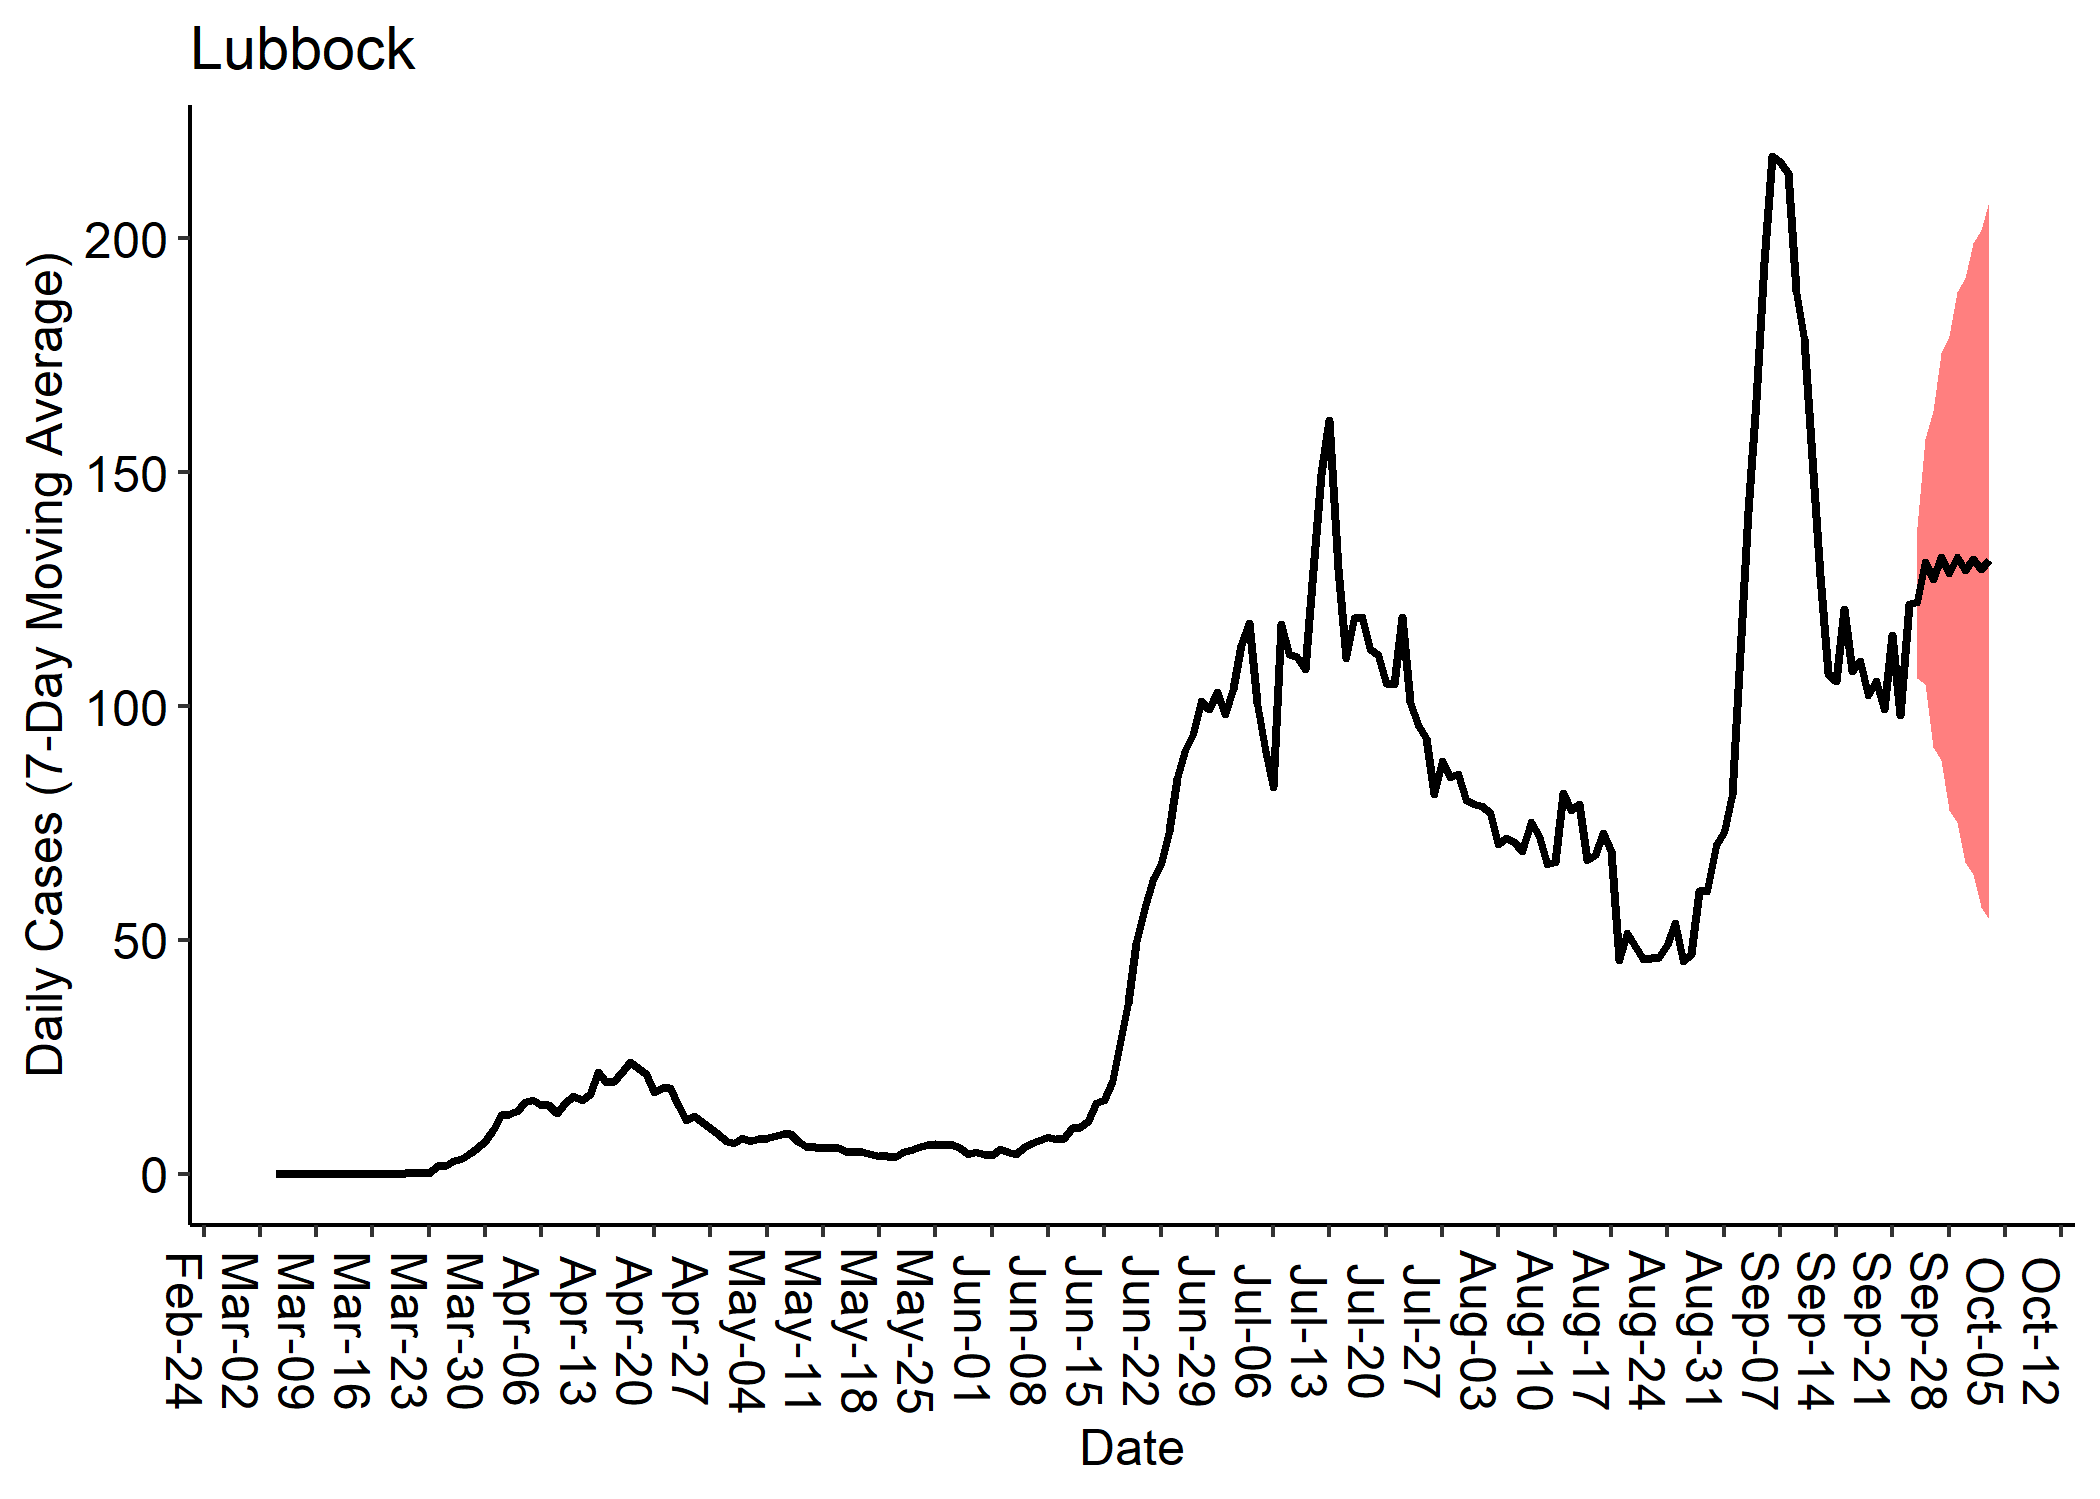 Lubbock
Daily Cases (7-Day Moving Average)
200
150
100
50
0
Feb-24
Mar-02
Mar-09
Mar-16
Mar-23
Mar-30
Apr-06
Apr-13
Apr-20
Apr-27
May-04
May-11
May-18
May-25
Jun-01
Jun-08
Jun-15
Jun-22
Jun-29
Jul-06
Jul-13
Jul-20
Jul-27
Aug-03
Aug-10
Aug-17
Aug-24
Aug-31
Sep-07
Sep-14
Sep-21
Sep-28
Oct-05
Oct-12
Date